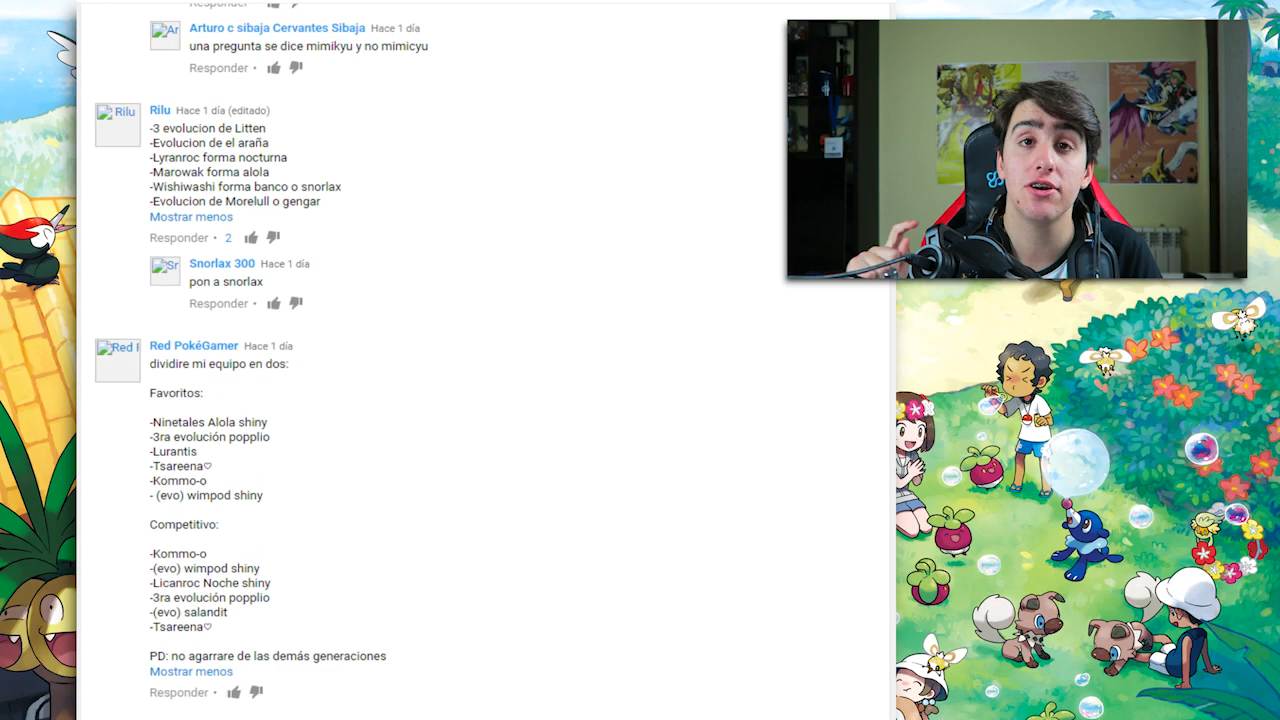 Responder
Ar
Arturo c sibaja Cervantes Sibaja Hace 1 día
una pregunta se dice mimikyu y no mimicyu
Responder •
Rilu
Rilu Hace 1 día (editado)
-3 evolucion de Litten
-Evolucion de el araña
-Lyranroc forma nocturna
-Marowak forma alola
-Wishiwashi forma banco o snorlax
-Evolucion de Morelull o gengar
Mostrar menos
Responder • 2
Sr
Snorlax 300 Hace 1 día
pon a snorlax
Responder •
Red
Red PokéGamer Hace 1 día
dividire mi equipo en dos:
Favoritos:
-Ninetales Alola shiny
-3ra evolución popplio
-Lurantis
-Tsareena♡
-Kommo-o
- (evo) wimpod shiny
Competitivo:
-Kommo-o
-(evo) wimpod shiny
-Licanroc Noche shiny
-3ra evolución popplio
-(evo) salandit
-Tsareena♡
PD: no agarrare de las demás generaciones
Mostrar menos
Responder •